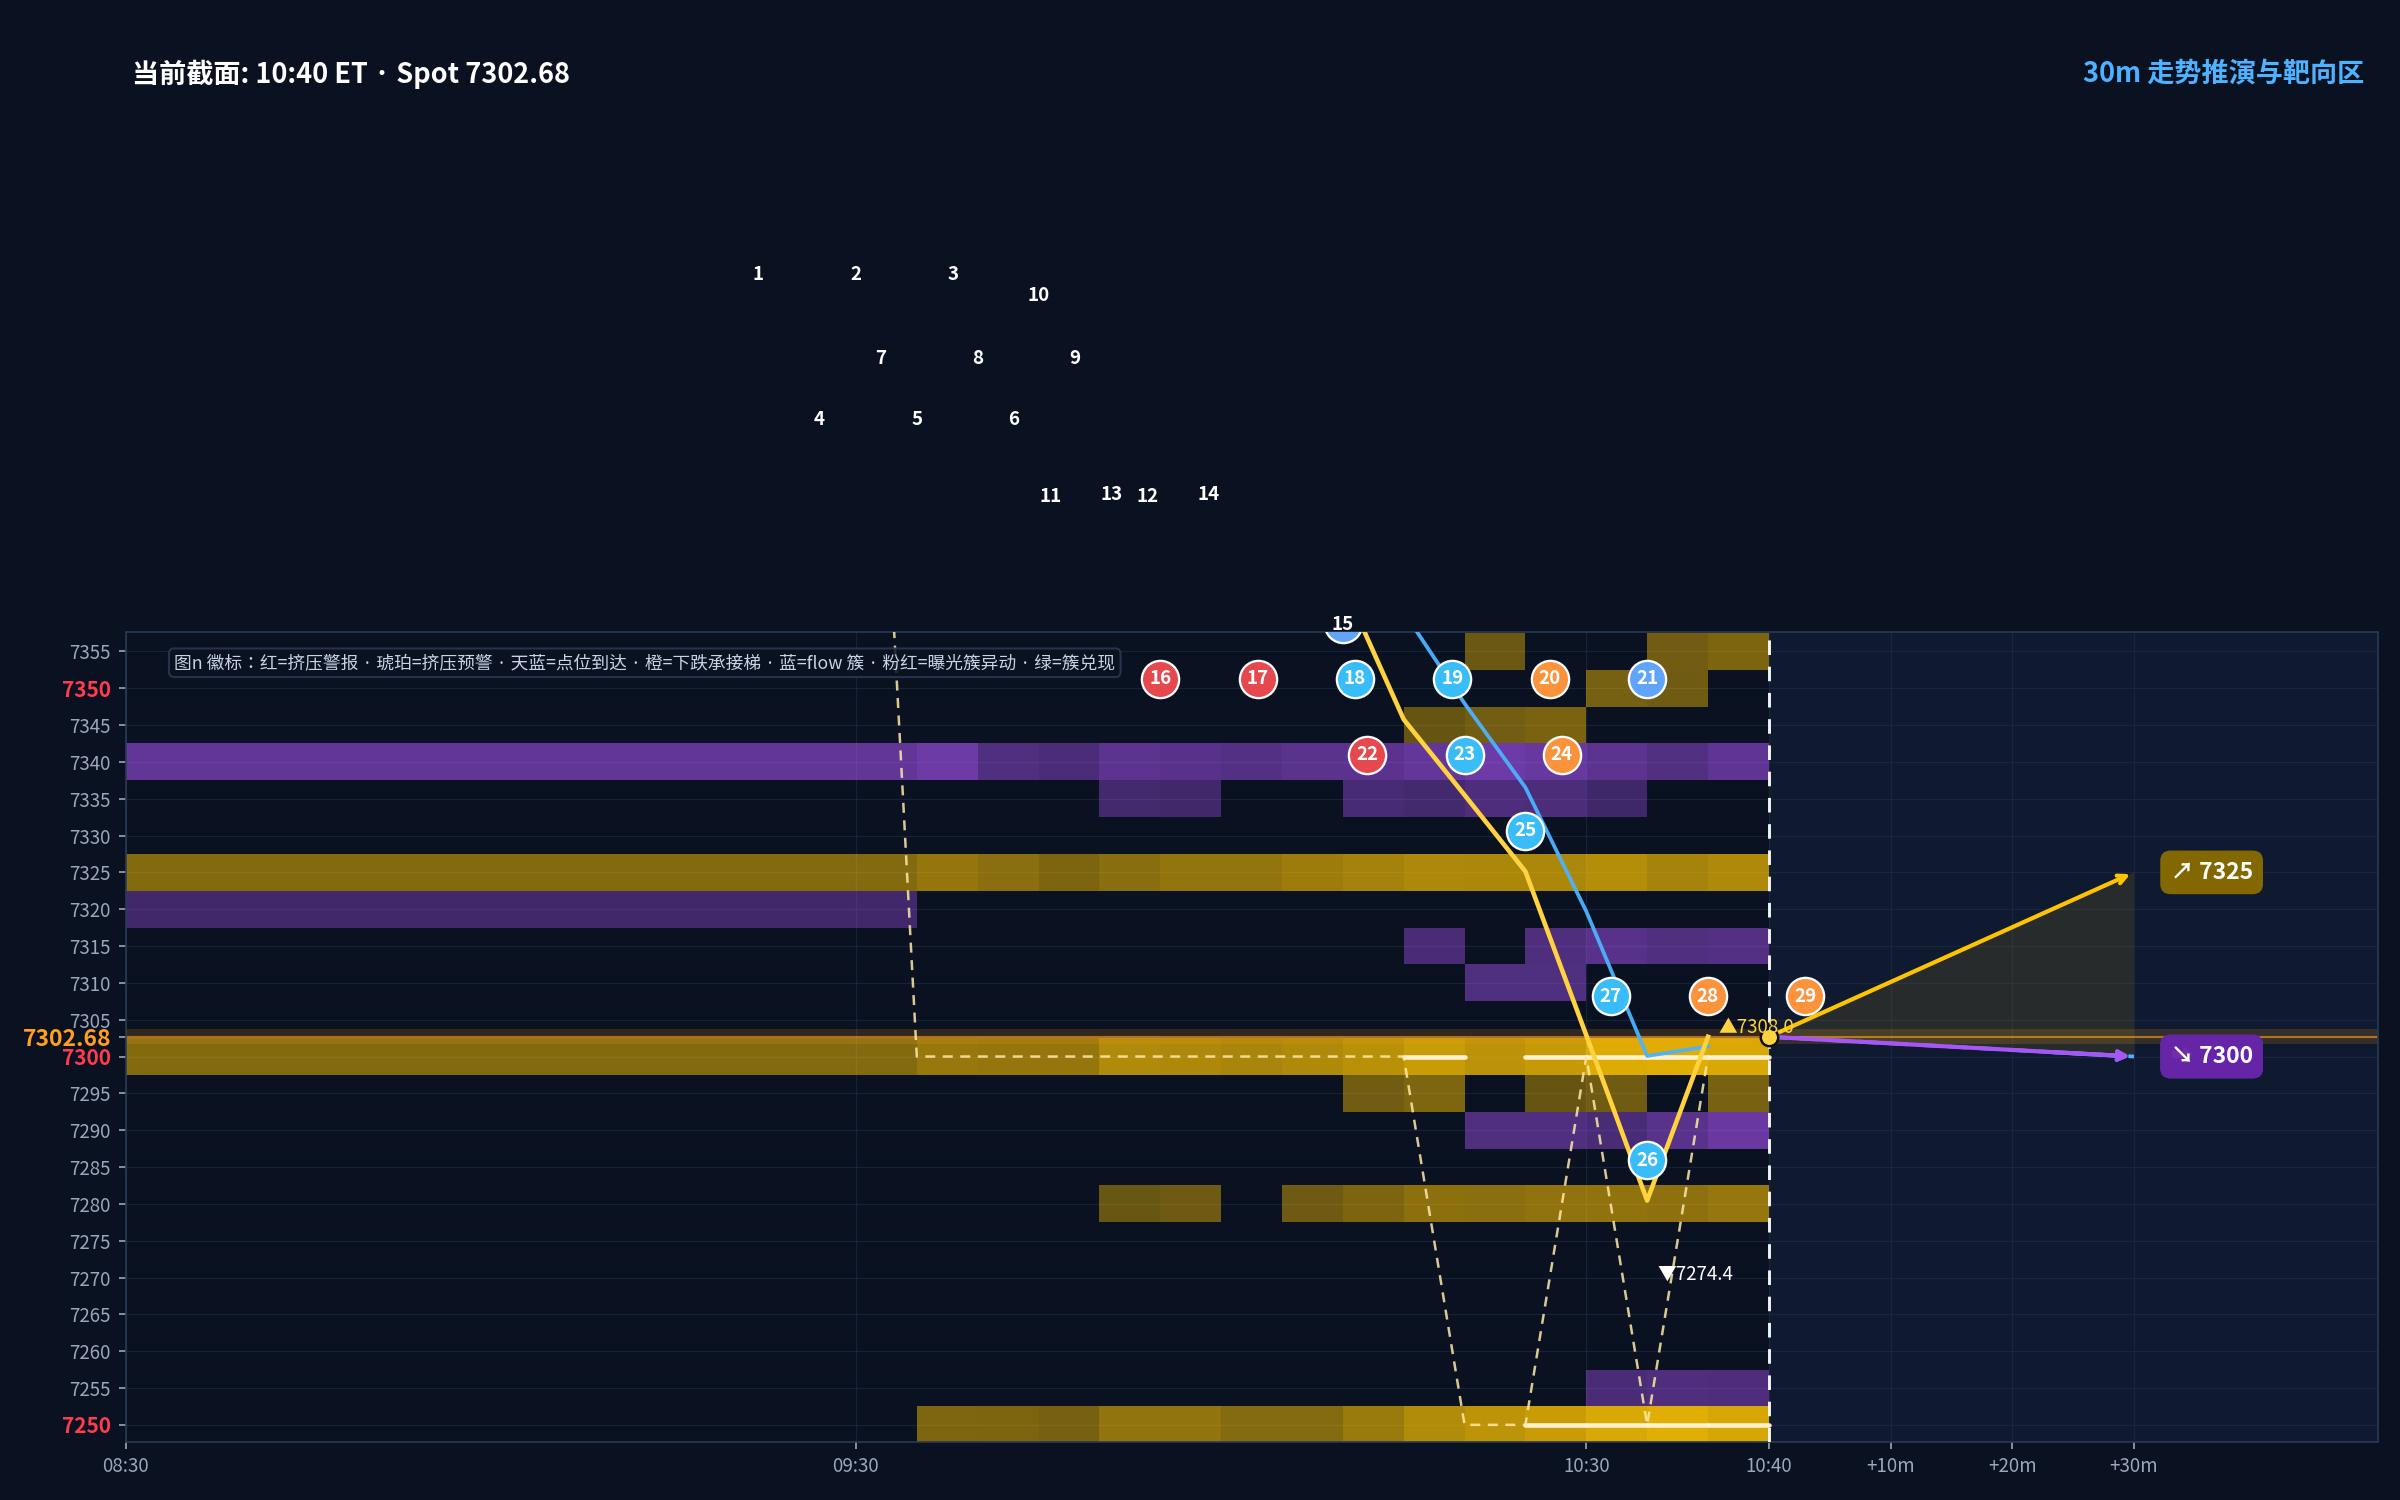 当前截面: 10:40 ET · Spot 7302.68
30m 走势推演与靶向区
1 2 3
10
7 8 9
4 5 6
11 13 12 14
15
7355
图n 徽标：红=挤压警报 · 琥珀=挤压预警 · 天蓝=点位到达 · 橙=下跌承接梯 · 蓝=flow 簇 · 粉红=曝光簇异动 · 绿=簇兑现
16 17 18 19 20 21
7350
7345
22 23 24
7340
7335
25
7330
7325
↗ 7325
7320
7315
7310
27 28 29
7305
▲7308.0
7302.68
7300
↘ 7300
7295
7290
26
7285
7280
7275
▼7274.4
7270
7265
7260
7255
7250
08:30 09:30 10:30 10:40 +10m +20m +30m